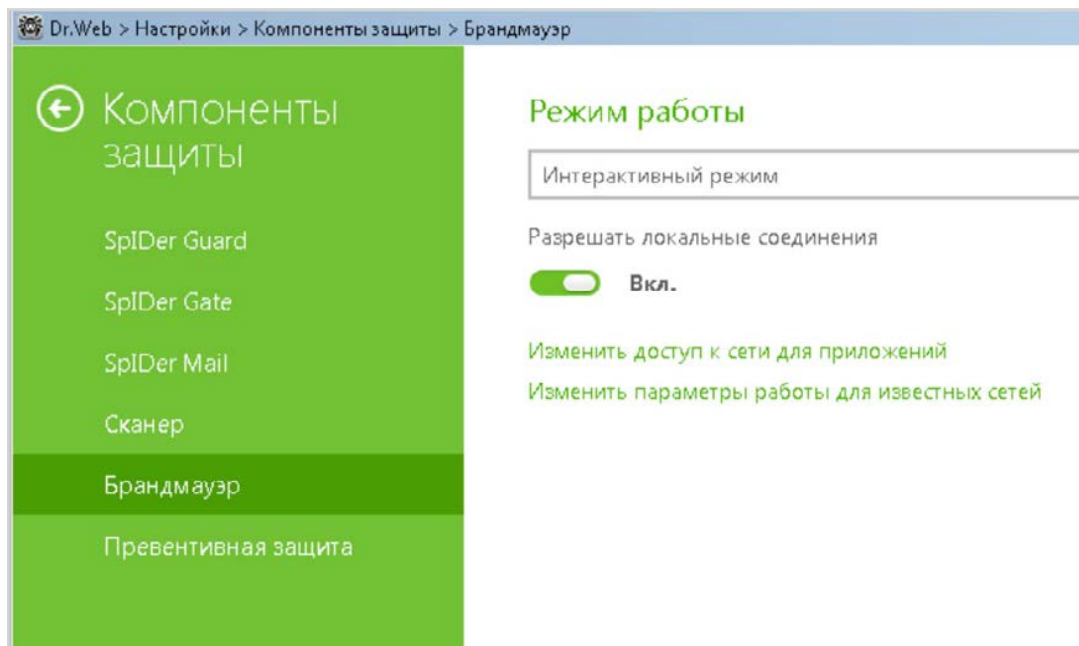 Dr.Web > Настройки > Компоненты защиты > Брандмауэр
Компоненты
защиты
SpIDer Guard
SpIDer Gate
SpIDer Mail
Сканер
Брандмауэр
Превентивная защита
Режим работы
Интерактивный режим
Разрешать локальные соединения
Вкл.
Изменить доступ к сети для приложений
Изменить параметры работы для известных сетей